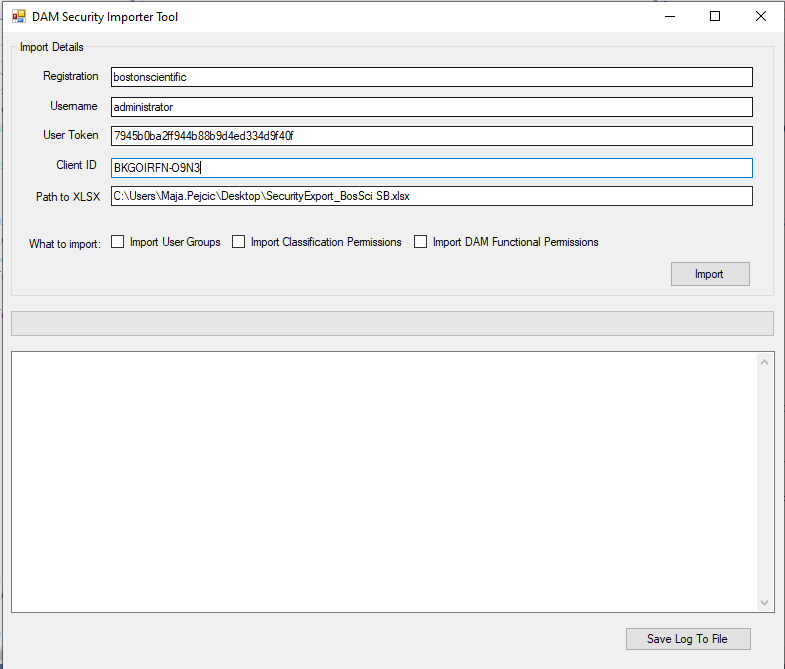 DAM Security Importer Tool
Import Details
Registration bostonscientific
Username administrator
User Token 7945b0ba2ff944b88b9d4ed334d9f40f
Client ID BKGOIRFN-O9N3
Path to XLSX C:\Users\Maja.Pejcic\Desktop\SecurityExport_BosSci SB.xlsx
What to import: Import User Groups Import Classification Permissions Import DAM Functional Permissions
Import
Save Log To File